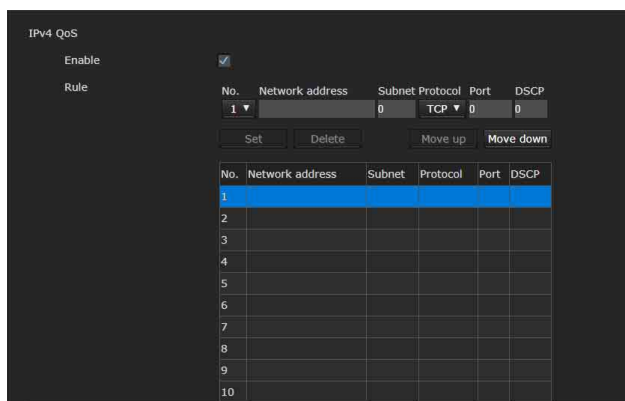 IPv4 QoS
Enable
Rule
No. Network address Subnet Protocol Port DSCP
1 0 TCP 0 0
Set Delete Move up Move down
No. Network address Subnet Protocol Port DSCP
1
2
3
4
5
6
7
8
9
10